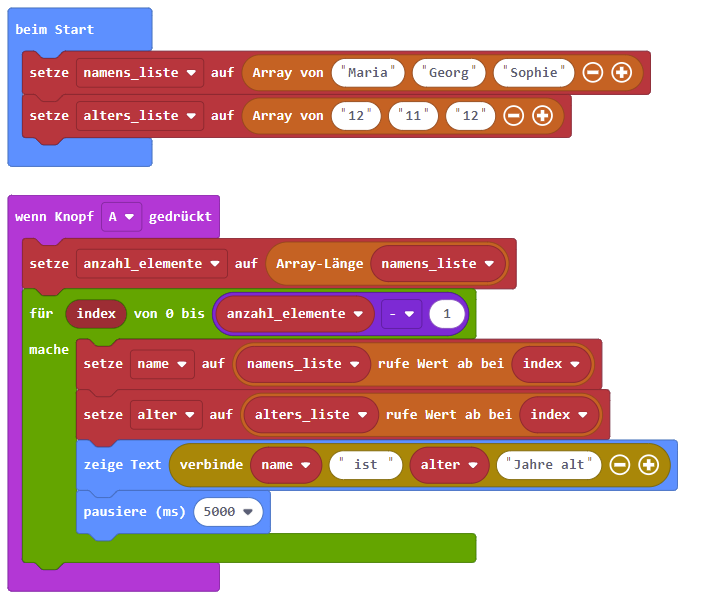 beim Start
setze namens_liste auf Array von "Maria" "Georg" "Sophie"
setze alters_liste auf Array von "12" "11" "12"
wenn Knopf A gedrückt
setze anzahl_elemente auf Array-Länge namens_liste
für index von 0 bis anzahl_elemente - 1
mache
setze name auf namens_liste rufe Wert ab bei index
setze alter auf alters_liste rufe Wert ab bei index
zeige Text verbinde name " ist " alter "Jahre alt"
pausiere (ms) 5000